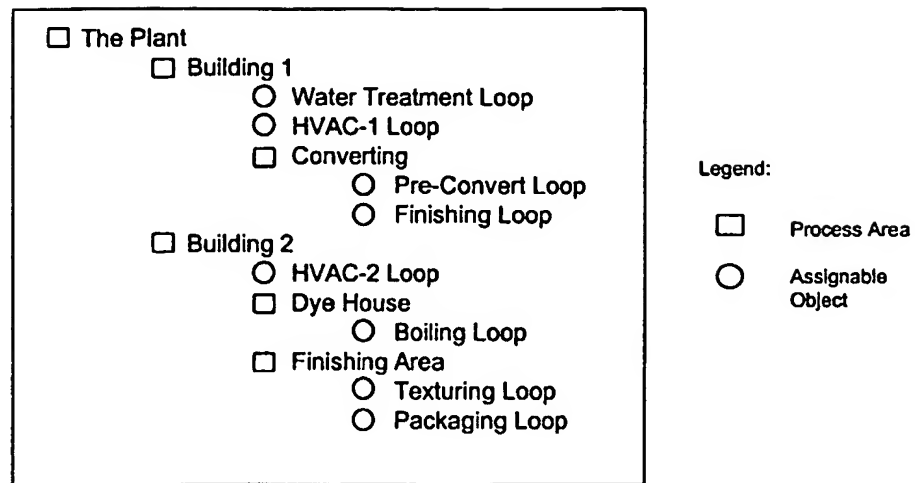 The Plant
Building 1
Water Treatment Loop
HVAC-1 Loop
Converting
Pre-Convert Loop
Finishing Loop
Building 2
HVAC-2 Loop
Dye House
Boiling Loop
Finishing Area
Texturing Loop
Packaging Loop
Legend:
Process Area
Assignable
Object